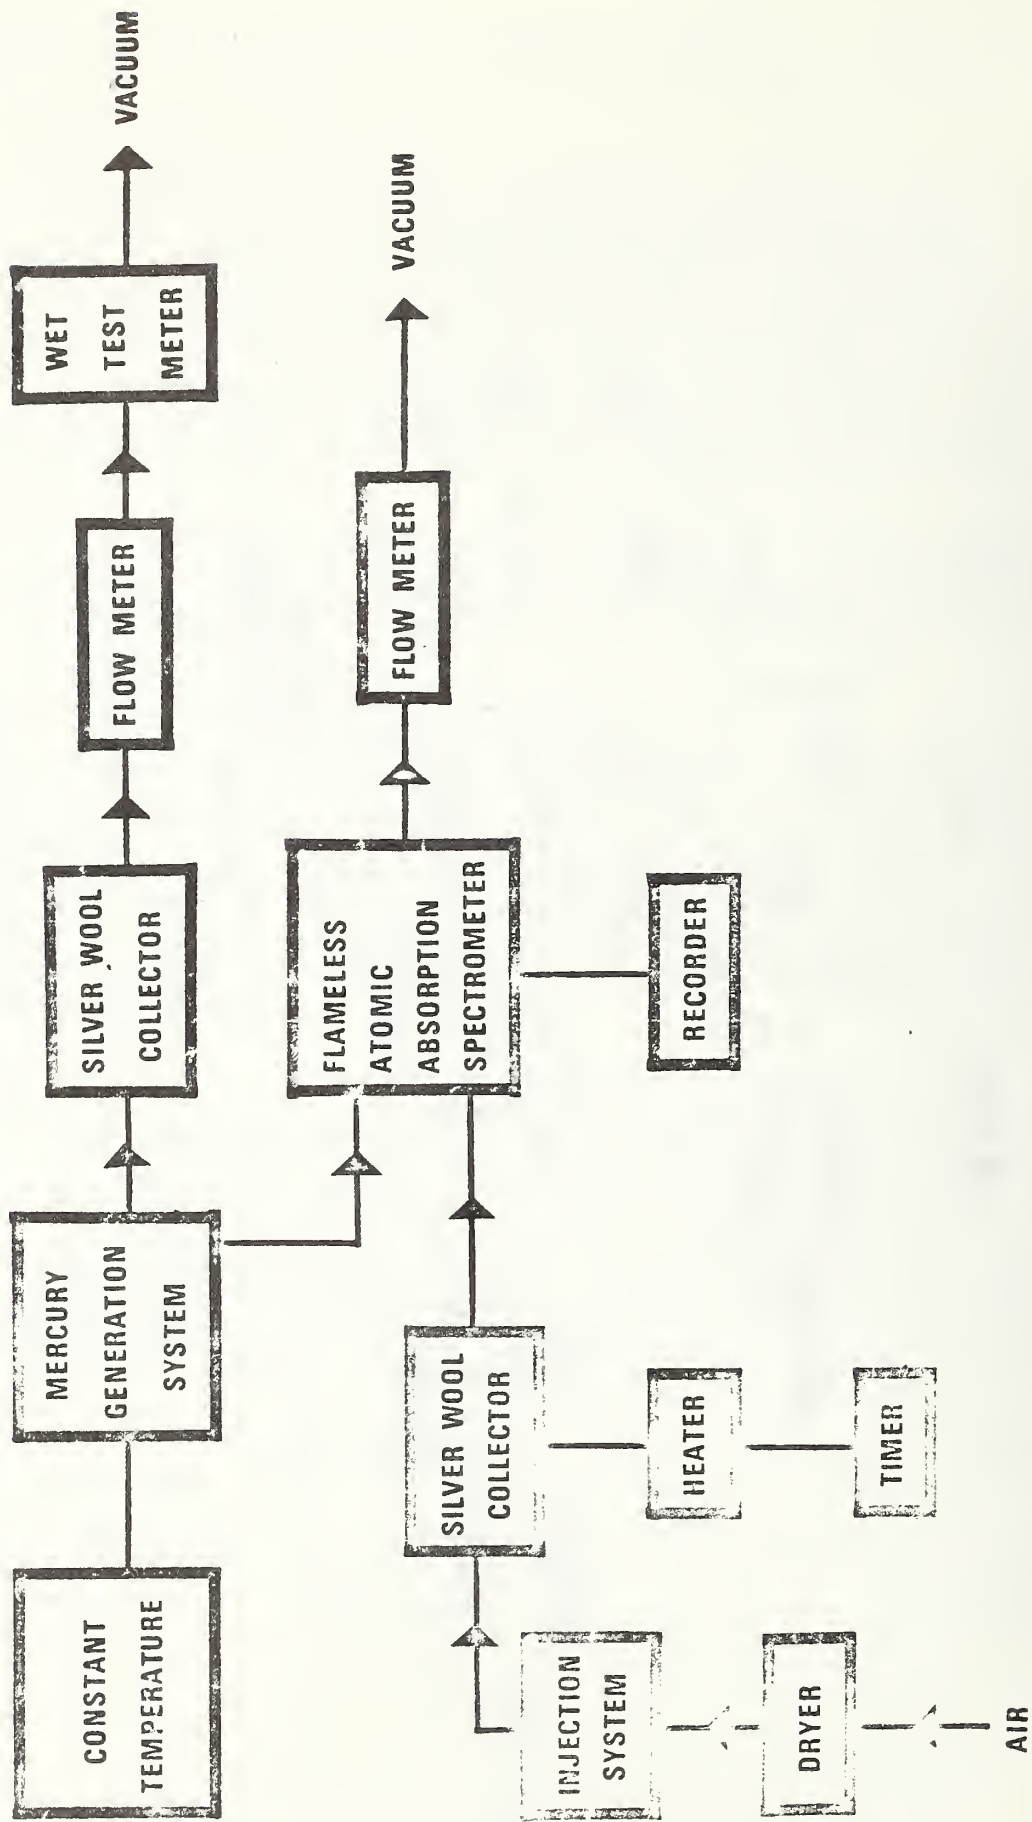 CONSTANT
TEMPERATURE
MERCURY
GENERATION
SYSTEM
SILVER WOOL
COLLECTOR
FLOW METER
WET
TEST
METER
VACUUM
FLAMELESS
ATOMIC
ABSORPTION
SPECTROMETER
FLOW METER
VACUUM
SILVER WOOL
COLLECTOR
RECORDER
INJECTION
SYSTEM
HEATER
DRYER
TIMER
AIR